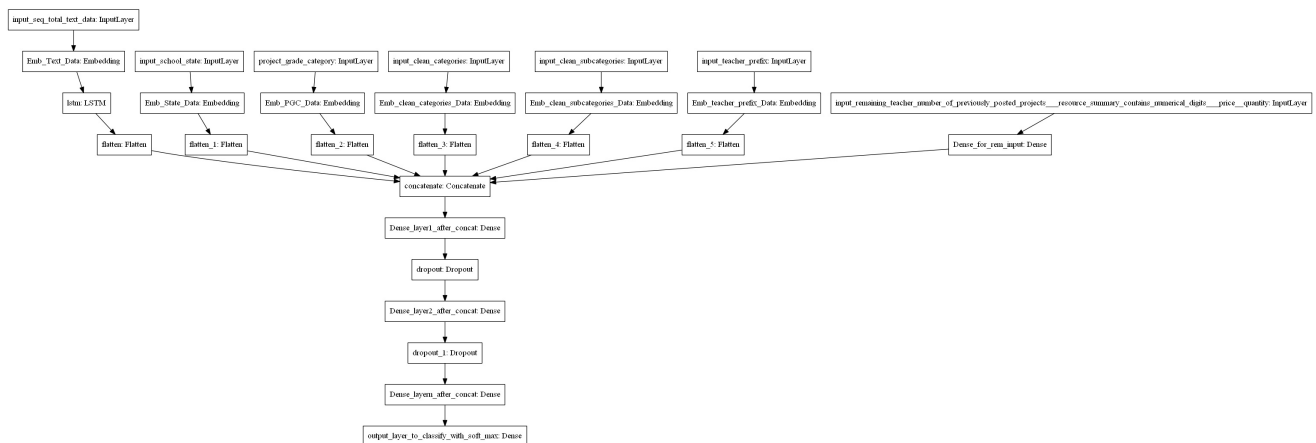 input_seq_total_text_data: InputLayer
Emb_Text_Data: Embedding
input_school_state: InputLayer
project_grade_category: InputLayer
input_clean_categories: InputLayer
input_clean_subcategories: InputLayer
input_teacher_prefix: InputLayer
lstm: LSTM
Emb_State_Data: Embedding
Emb_PGC_Data: Embedding
Emb_clean_categories_Data: Embedding
Emb_clean_subcategories_Data: Embedding
Emb_teacher_prefix_Data: Embedding
input_remaining_teacher_number_of_previously_posted_projects___resource_summary_contains_numerical_digits___price__quantity: InputLayer
flatten: Flatten
flatten_1: Flatten
flatten_2: Flatten
flatten_3: Flatten
flatten_4: Flatten
flatten_5: Flatten
Dense_for_rem_input: Dense
concatenate: Concatenate
Dense_layer1_after_concat: Dense
dropout: Dropout
Dense_layer2_after_concat: Dense
dropout_1: Dropout
Dense_layern_after_concat: Dense
output_layer_to_classify_with_soft_max: Dense